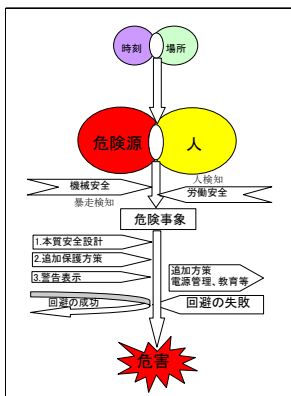 時刻
場所
危険源
人
人検知
機械安全
労働安全
暴走検知
危険事象
1.本質安全設計
2.追加保護方策
3.警告表示
追加方策
電源管理、教育等
回避の成功
回避の失敗
危害